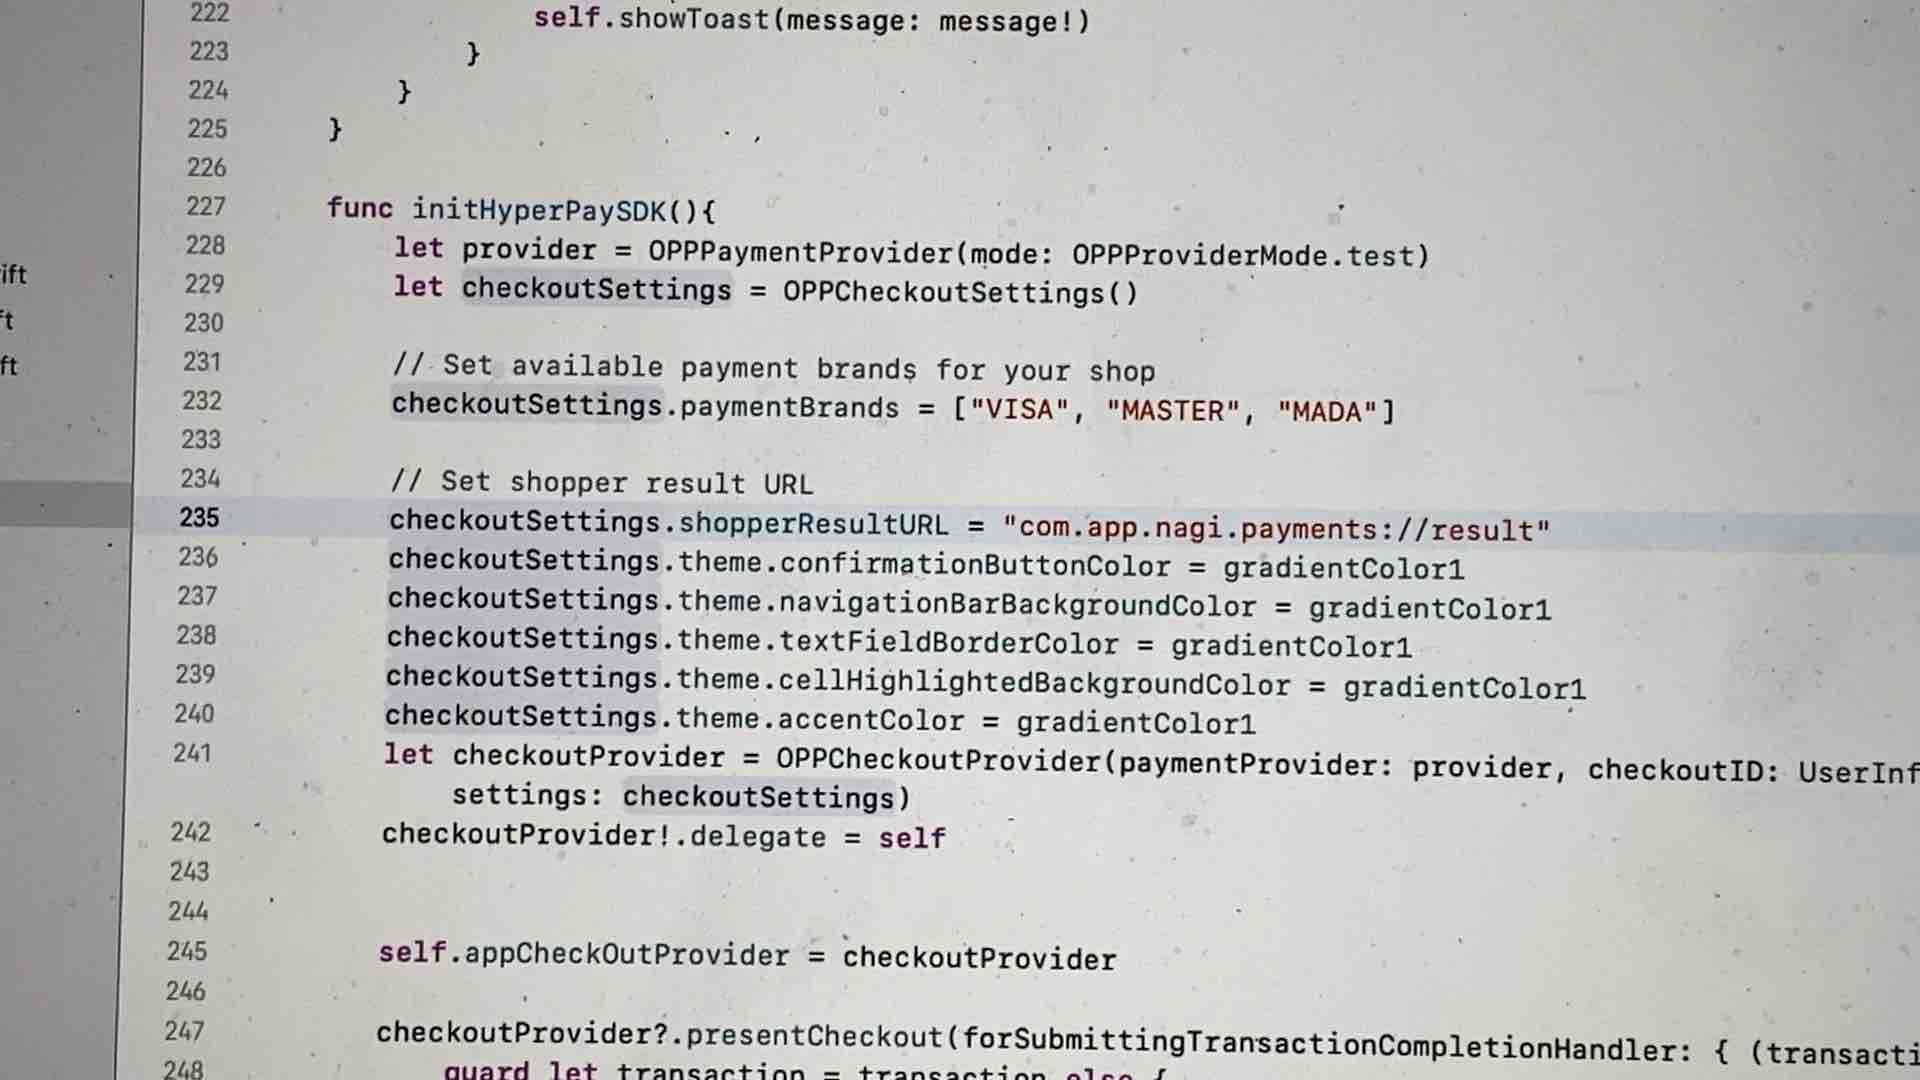 222 self.showToast(message: message!)
223 }
224 }
225 }
226
227 func initHyperPaySDK(){
228 let provider = OPPPaymentProvider(mode: OPPProviderMode.test)
229 let checkoutSettings = OPPCheckoutSettings()
230
ift
231 // Set available payment brands for your shop
ft
232 checkoutSettings.paymentBrands = ["VISA", "MASTER", "MADA"]
233
234 // Set shopper result URL
235 checkoutSettings.shopperResultURL = "com.app.nagi.payments://result"
236 checkoutSettings.theme.confirmationButtonColor = gradientColor1
237 checkoutSettings.theme.navigationBarBackgroundColor = gradientColor1
238 checkoutSettings.theme.textFieldBorderColor = gradientColor1
239 checkoutSettings.theme.cellHighlightedBackgroundColor = gradientColor1
240 checkoutSettings.theme.accentColor = gradientColor1
241 let checkoutProvider = OPPCheckoutProvider(paymentProvider: provider, checkoutID: UserInf
settings: checkoutSettings)
242 checkoutProvider!.delegate = self
243
244
245 self.appCheckOutProvider = checkoutProvider
246
247 checkoutProvider?.presentCheckout(forSubmittingTransactionCompletionHandler: { (transacti
248 guard let transaction = transaction else {